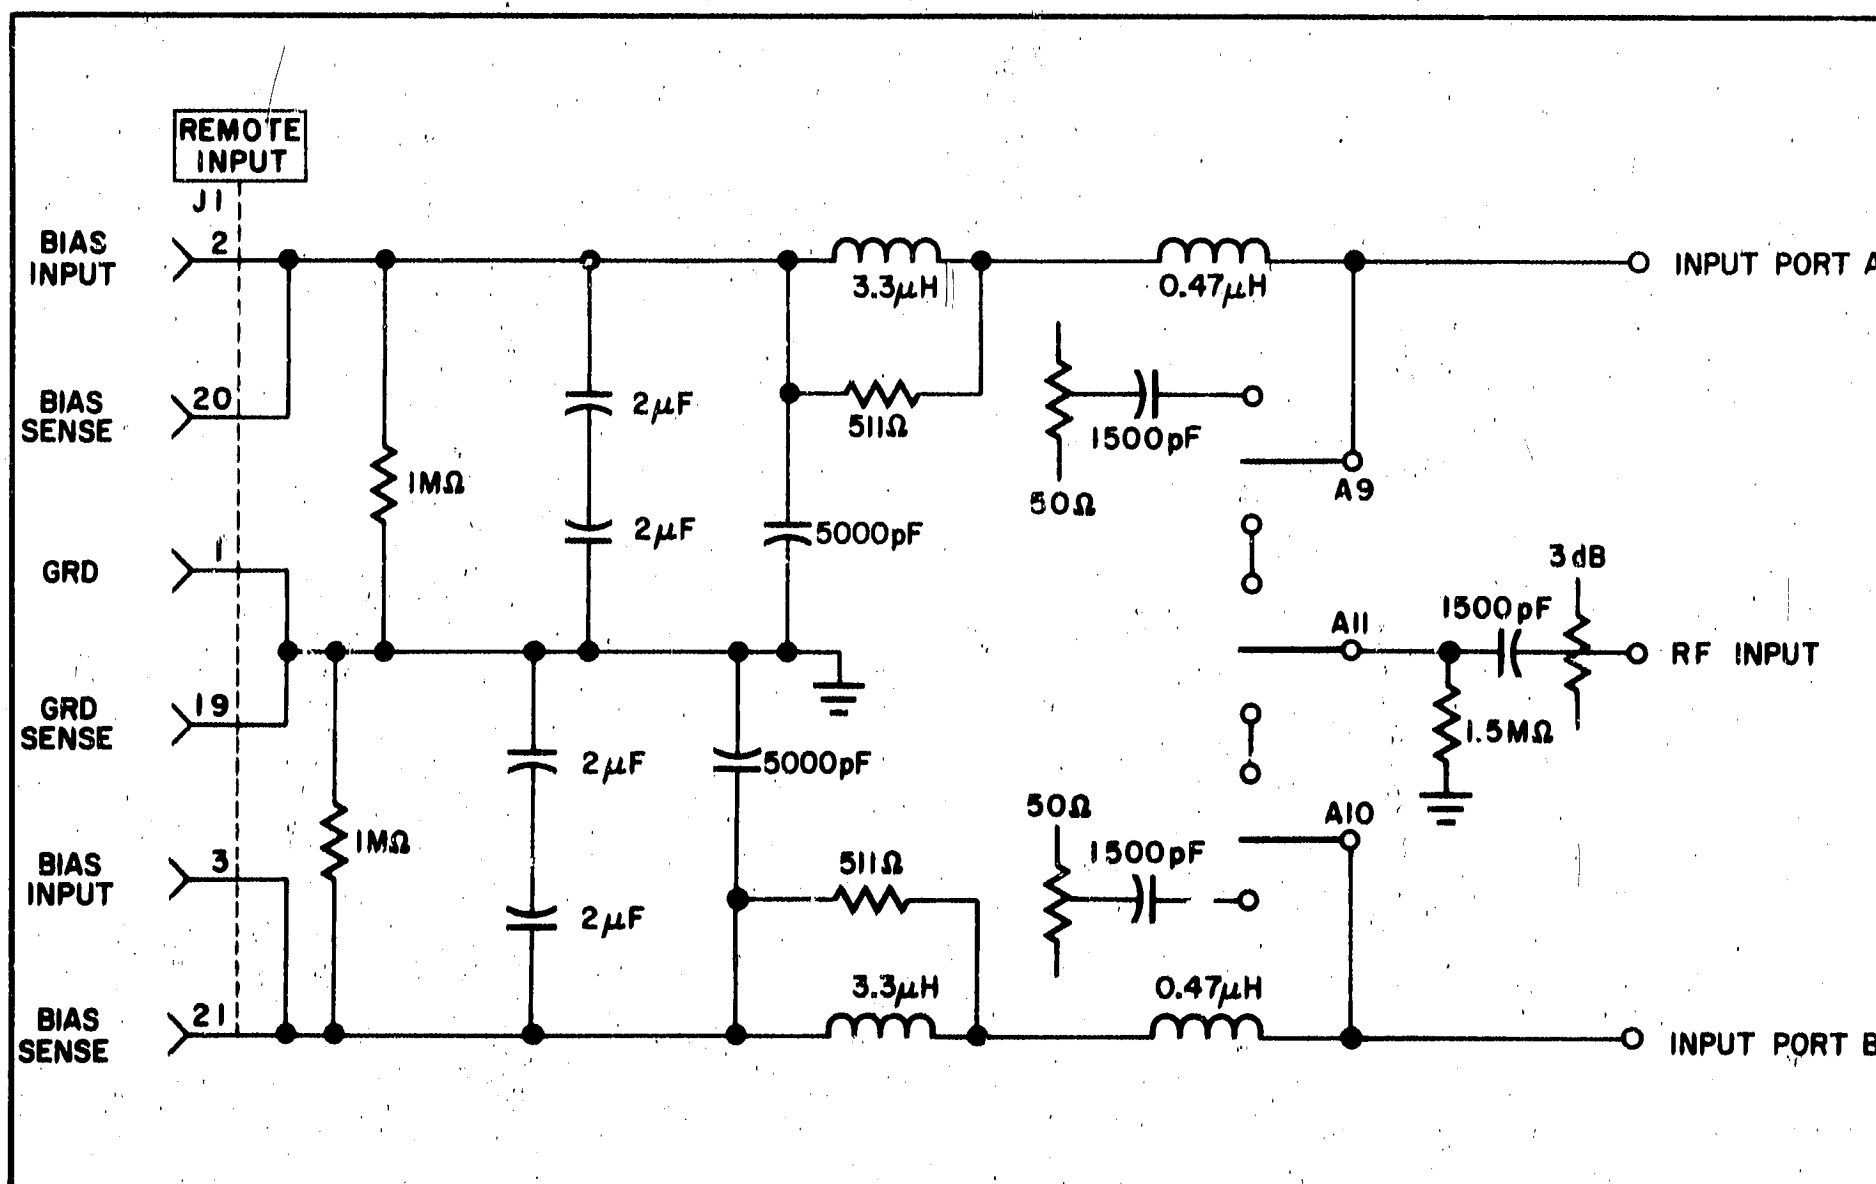 REMOTE
INPUT
J1
BIAS
INPUT
2
3.3μH
0.47μH
INPUT PORT A
BIAS
SENSE
20
2μF
511Ω
1500pF
1MΩ
50Ω
A9
2μF
5000pF
GRD
1
3dB
1500pF
A11
RF INPUT
GRD
SENSE
19
1.5MΩ
2μF
5000pF
50Ω
A10
1MΩ
BIAS
INPUT
3
511Ω
1500pF
2μF
3.3μH
0.47μH
BIAS
SENSE
21
INPUT PORT B